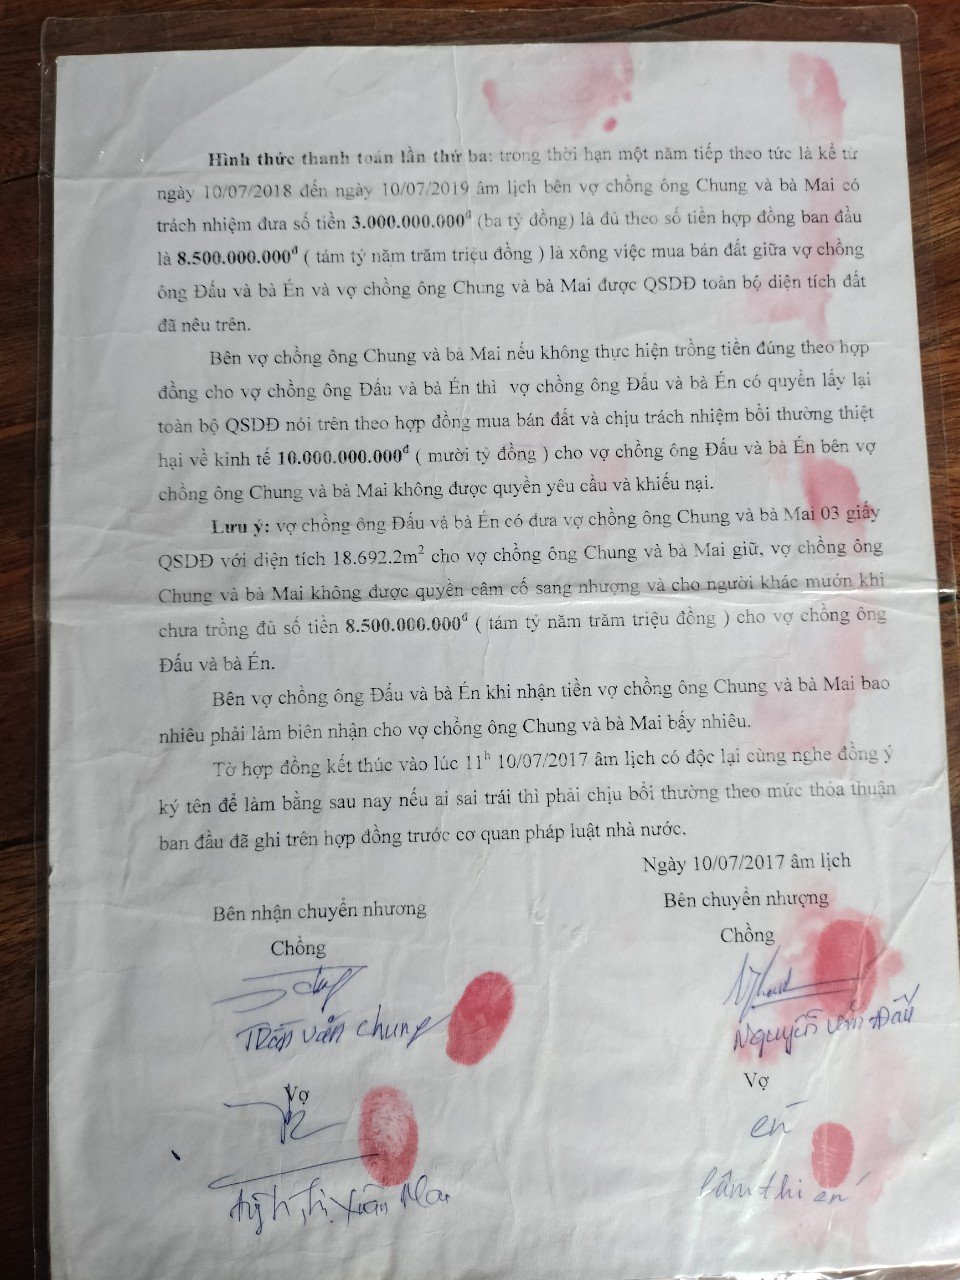 Hình thức thanh toán lần thứ ba: trong thời hạn một năm tiếp theo tức là kể từ
ngày 10/07/2018 đến ngày 10/07/2019 âm lịch bên vợ chồng ông Chung và bà Mai có
trách nhiệm đưa số tiền 3.000.000.000đ (ba tỷ đồng) là đủ theo số tiền hợp đồng ban đầu
là 8.500.000.000đ ( tám tỷ năm trăm triệu đồng ) là xông việc mua bán đất giữa vợ chồng
ông Đấu và bà Én và vợ chồng ông Chung và bà Mai được QSDĐ toàn bộ diện tích đất
đã nêu trên.
Bên vợ chồng ông Chung và bà Mai nếu không thực hiện trồng tiền đúng theo hợp
đồng cho vợ chồng ông Đấu và bà Én thì vợ chồng ông Đấu và bà Én có quyền lấy lại
toàn bộ QSDĐ nói trên theo hợp đồng mua bán đất và chịu trách nhiệm bồi thường thiệt
hại về kinh tế 10.000.000.000đ ( mười tỷ đồng ) cho vợ chồng ông Đấu và bà Én bên vợ
chồng ông Chung và bà Mai không được quyền yêu cầu và khiếu nại.
Lưu ý: vợ chồng ông Đấu và bà Én có đưa vợ chồng ông Chung và bà Mai 03 giấy
QSDĐ với diện tích 18.692.2m² cho vợ chồng ông Chung và bà Mai giữ, vợ chồng ông
Chung và bà Mai không được quyền câm cố sang nhượng và cho người khác muớn khi
chưa trồng đủ số tiền 8.500.000.000đ ( tám tỷ năm trăm triệu đồng ) cho vợ chồng ông
Đấu và bà Én.
Bên vợ chồng ông Đấu và bà Én khi nhận tiền vợ chồng ông Chung và bà Mai bao
nhiêu phải làm biên nhận cho vợ chồng ông Chung và bà Mai bấy nhiêu.
Tờ hợp đồng kết thúc vào lúc 11h 10/07/2017 âm lịch có độc lại cùng nghe đồng ý
ký tên để làm bằng sau nay nếu ai sai trái thì phải chịu bồi thường theo mức thỏa thuận
ban đầu đã ghi trên hợp đồng trước cơ quan pháp luật nhà nước.
Ngày 10/07/2017 âm lịch
Bên nhận chuyển nhương
Bên chuyển nhượng
Chồng
Chồng
Trần Văn Chung
Nguyễn Văn Đấu
Vợ
Vợ
én
Thị Xuân Mai
Lâm thi én